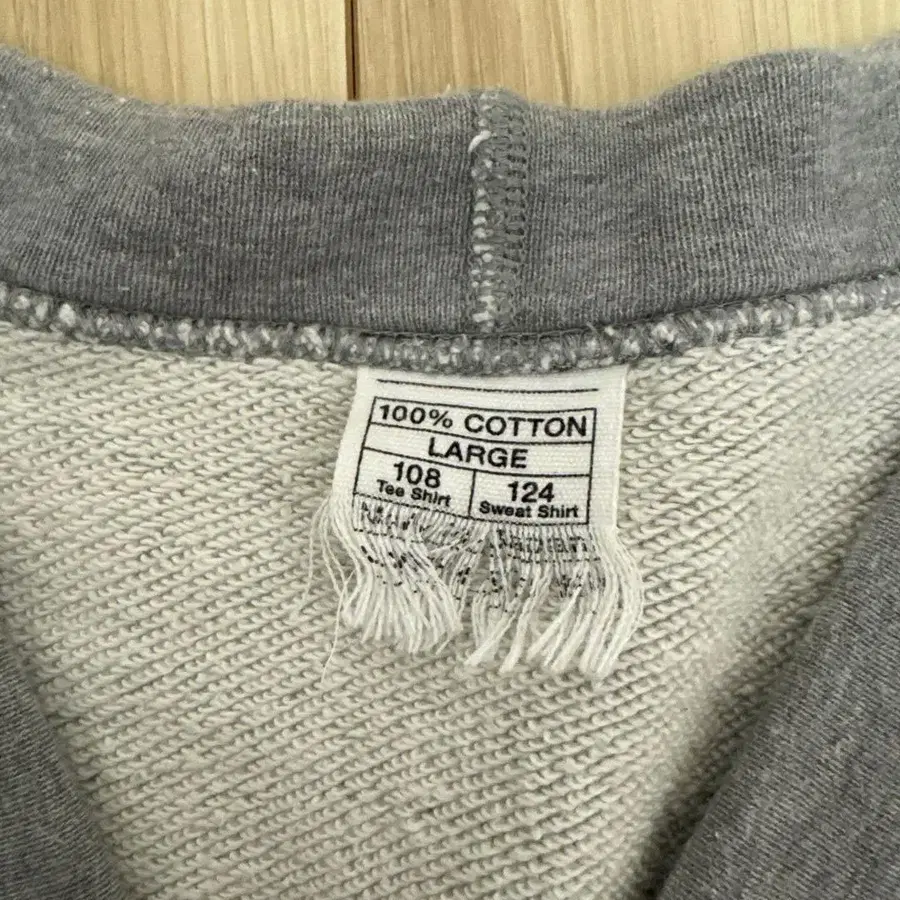 100% COTTON
LARGE
108 124
Tee Shirt Sweat Shirt